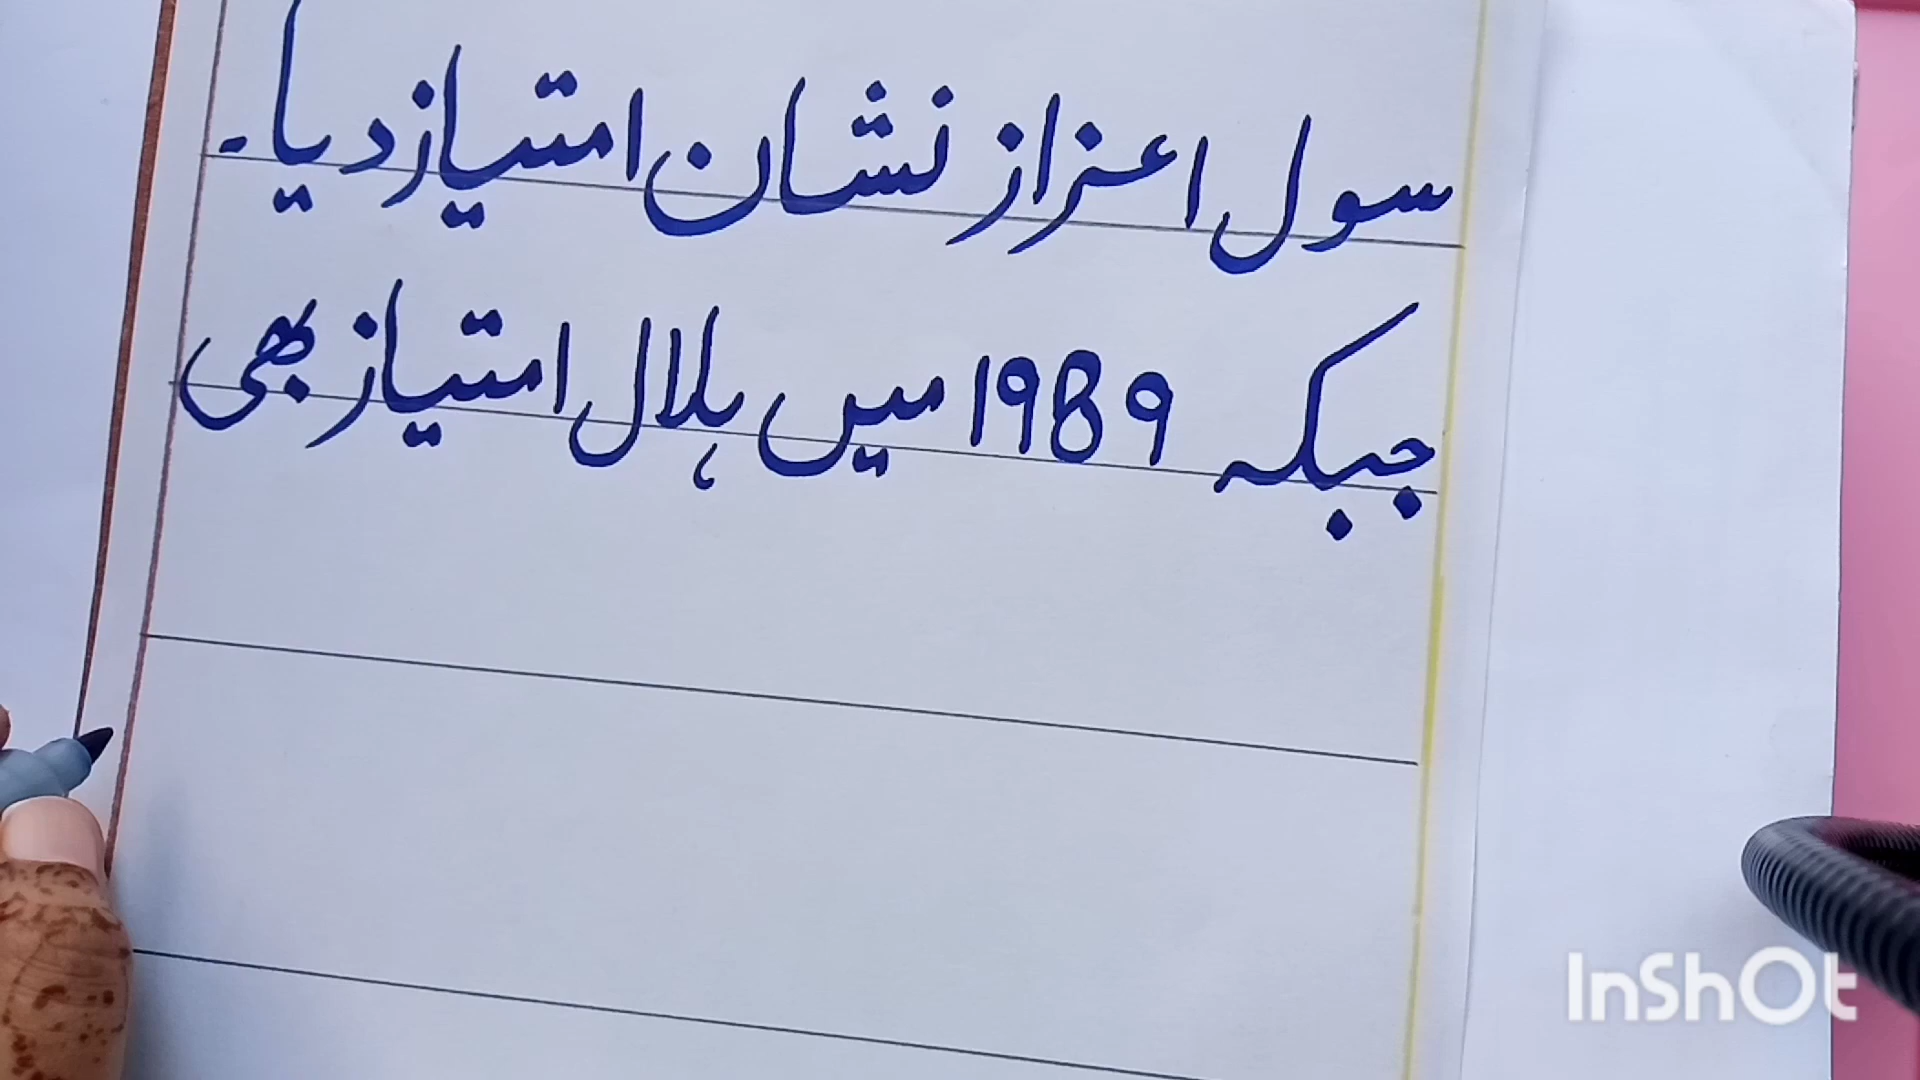 سول اعزاز نشان امتیاز دیا۔
جبکہ 1989 میں ہلال امتیاز بھی
InShOt